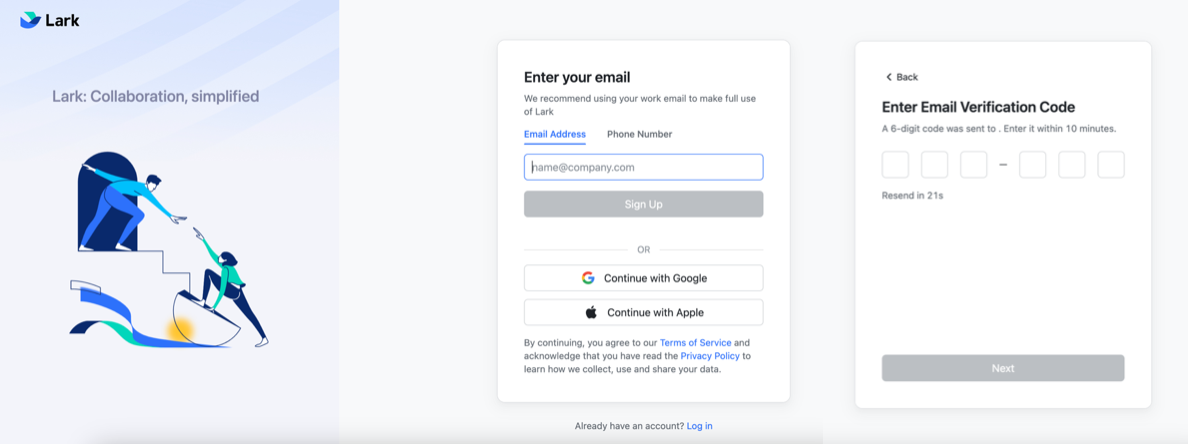 Lark
Lark: Collaboration, simplified
Enter your email
We recommend using your work email to make full use
of Lark
Email Address Phone Number
name@company.com
Sign Up
OR
Continue with Google
Continue with Apple
By continuing, you agree to our Terms of Service and
acknowledge that you have read the Privacy Policy to
learn how we collect, use and share your data.
Already have an account? Log in
Back
Enter Email Verification Code
A 6-digit code was sent to . Enter it within 10 minutes.
–
Resend in 21s
Next